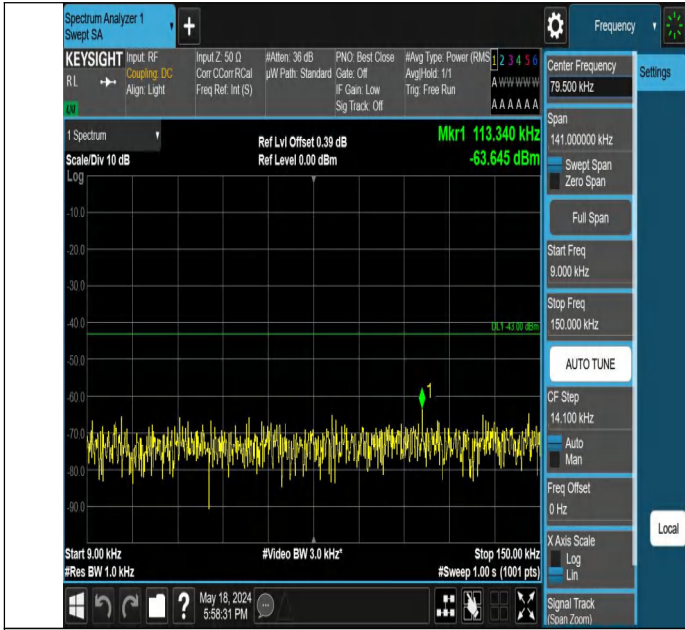 Spectrum Analyzer 1
Swept SA
+
Frequency
KEYSIGHT
RL
Input: RF
Coupling: DC
Align: Light
Input Z: 50 Ω
Corr CCorr RCal
Freq Ref: Int (S)
#Atten: 36 dB
µW Path: Standard
PNO: Best Close
Gate: Off
IF Gain: Low
Sig Track: Off
#Avg Type: Power (RMS
Avg|Hold: 1/1
Trig: Free Run
1 2 3 4 5 6
A W W W W W
A A A A A A
1 Spectrum
Scale/Div 10 dB
Ref Lvl Offset 0.39 dB
Ref Level 0.00 dBm
Mkr1 113.340 kHz
-63.645 dBm
Log
-10.0
-20.0
-30.0
-40.0
-50.0
-60.0
-70.0
-80.0
-90.0
DL1 -43.00 dBm
1
Start 9.00 kHz
#Res BW 1.0 kHz
#Video BW 3.0 kHz*
Stop 150.00 kHz
#Sweep 1.00 s (1001 pts)
?
May 18, 2024
5:58:31 PM
Center Frequency
79.500 kHz
Settings
Span
141.000000 kHz
Swept Span
Zero Span
Full Span
Start Freq
9.000 kHz
Stop Freq
150.000 kHz
AUTO TUNE
CF Step
14.100 kHz
Auto
Man
Freq Offset
0 Hz
X Axis Scale
Log
Lin
Local
Signal Track
(Span Zoom)